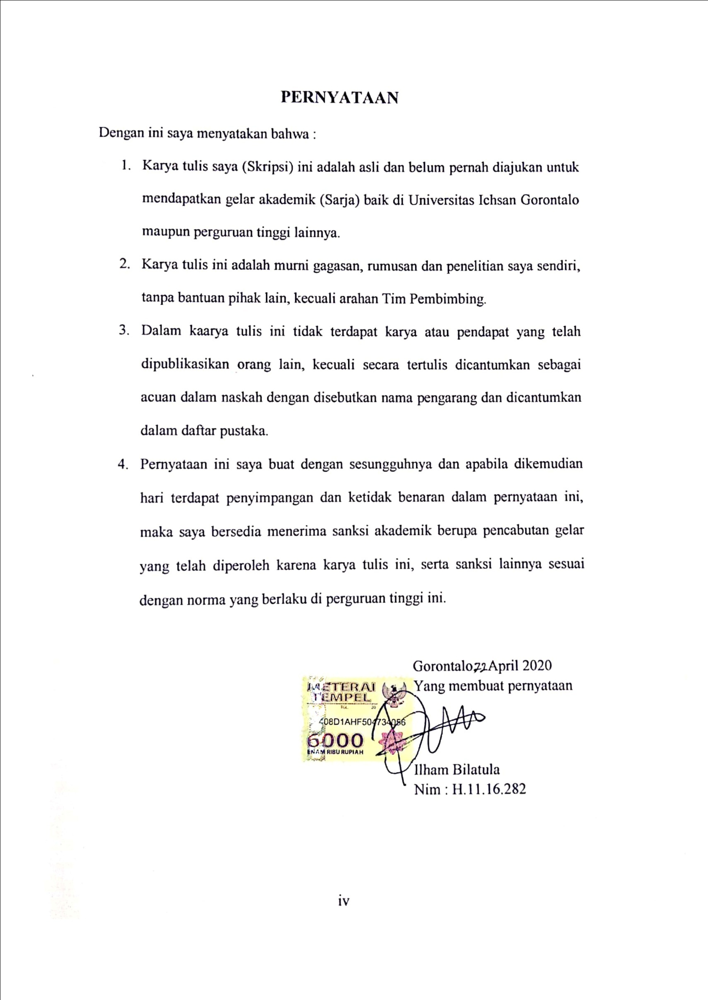 PERNYATAAN
Dengan ini saya menyatakan bahwa :
1. Karya tulis saya (Skripsi) ini adalah asli dan belum pernah diajukan untuk
mendapatkan gelar akademik (Sarja) baik di Universitas Ichsan Gorontalo
maupun perguruan tinggi lainnya.
2. Karya tulis ini adalah murni gagasan, rumusan dan penelitian saya sendiri,
tanpa bantuan pihak lain, kecuali arahan Tim Pembimbing.
3. Dalam kaarya tulis ini tidak terdapat karya atau pendapat yang telah
dipublikasikan orang lain, kecuali secara tertulis dicantumkan sebagai
acuan dalam naskah dengan disebutkan nama pengarang dan dicantumkan
dalam daftar pustaka.
4. Pernyataan ini saya buat dengan sesungguhnya dan apabila dikemudian
hari terdapat penyimpangan dan ketidak benaran dalam pernyataan ini,
maka saya bersedia menerima sanksi akademik berupa pencabutan gelar
yang telah diperoleh karena karya tulis ini, serta sanksi lainnya sesuai
dengan norma yang berlaku di perguruan tinggi ini.
Gorontalo 22 April 2020
Yang membuat pernyataan
METERAI
TEMPEL
TGL. 20
408D1AHF504734056
6000
ENAM RIBU RUPIAH
Ilham Bilatula
Nim : H.11.16.282
iv